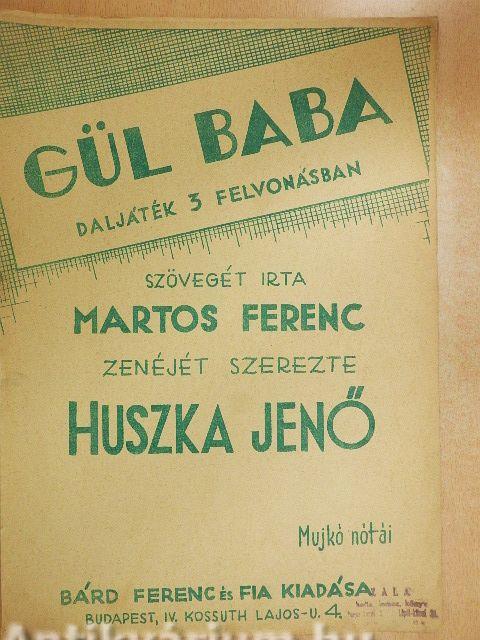 GÜL BABA
DALJÁTÉK 3 FELVONÁSBAN
SZÖVEGÉT IRTA
MARTOS FERENC
ZENÉJÉT SZEREZTE
HUSZKA JENŐ
Mujkó nótái
BÁRD FERENC ÉS FIA KIADÁSA
BUDAPEST, IV. KOSSUTH LAJOS-U. 4.
ZALA